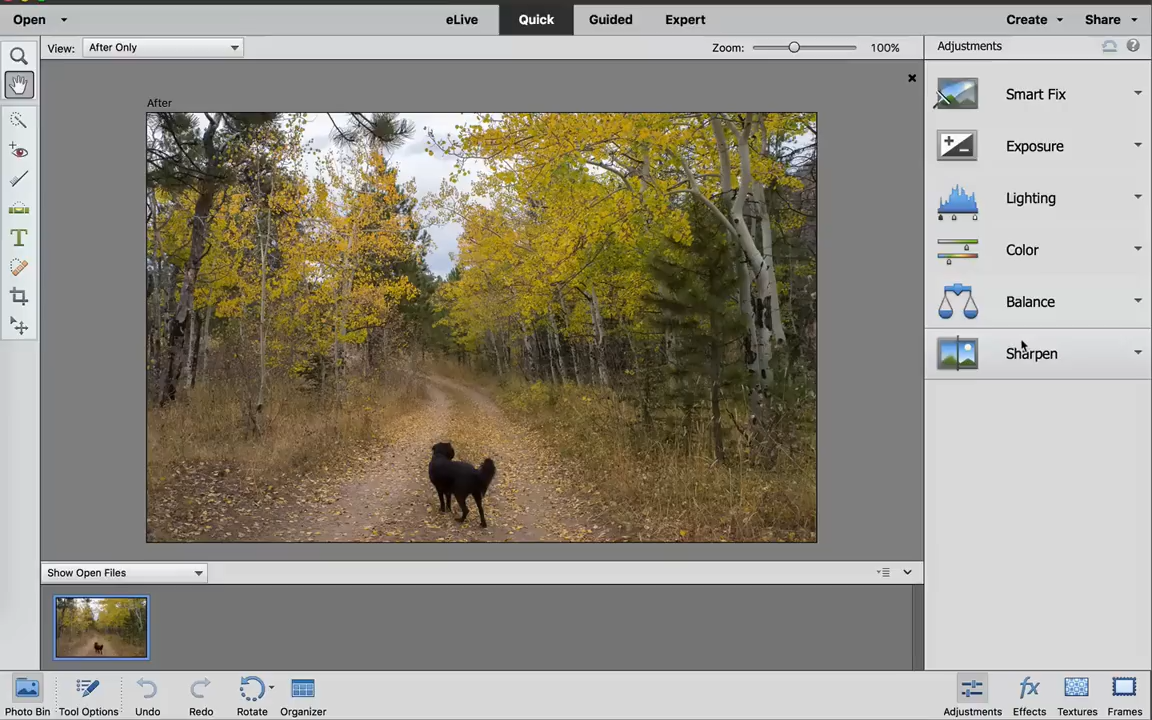 Open
eLive
Quick
Guided
Expert
Create
Share
View:
After Only
Zoom:
100%
Adjustments
After
Smart Fix
Exposure
Lighting
Color
Balance
Sharpen
T
Show Open Files
Photo Bin
Tool Options
Undo
Redo
Rotate
Organizer
Adjustments
fx
Effects
Textures
Frames